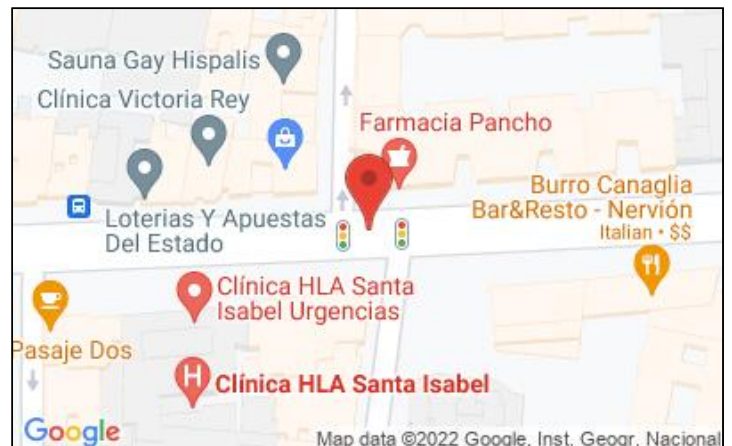 Sauna Gay Hispalis
Clínica Victoria Rey
Farmacia Pancho
Burro Canaglia
Bar&Resto - Nervión
Italian • $$
Loterias Y Apuestas
Del Estado
Clínica HLA Santa
Isabel Urgencias
Pasaje Dos
H
Clínica HLA Santa Isabel
Google
Map data ©2022 Google, Inst. Geogr. Nacional